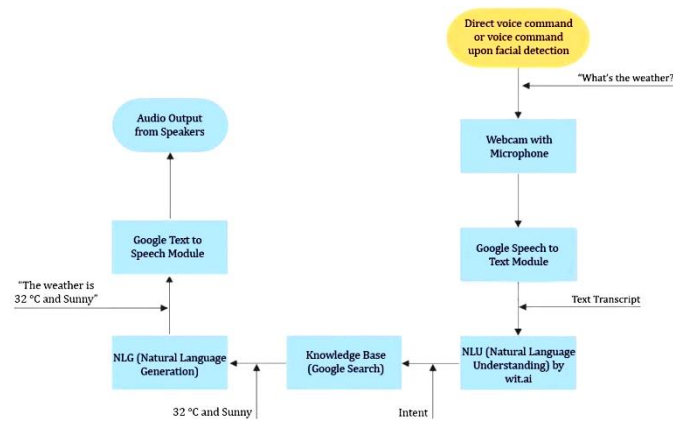 Direct voice command
or voice command
upon facial detection
“What’s the weather?
Webcam with
Microphone
Google Speech to
Text Module
Text Transcript
NLU (Natural Language
Understanding) by
wit.ai
Intent
Knowledge Base
(Google Search)
32 °C and Sunny
NLG (Natural Language
Generation)
“The weather is
32 °C and Sunny”
Google Text to
Speech Module
Audio Output
from Speakers